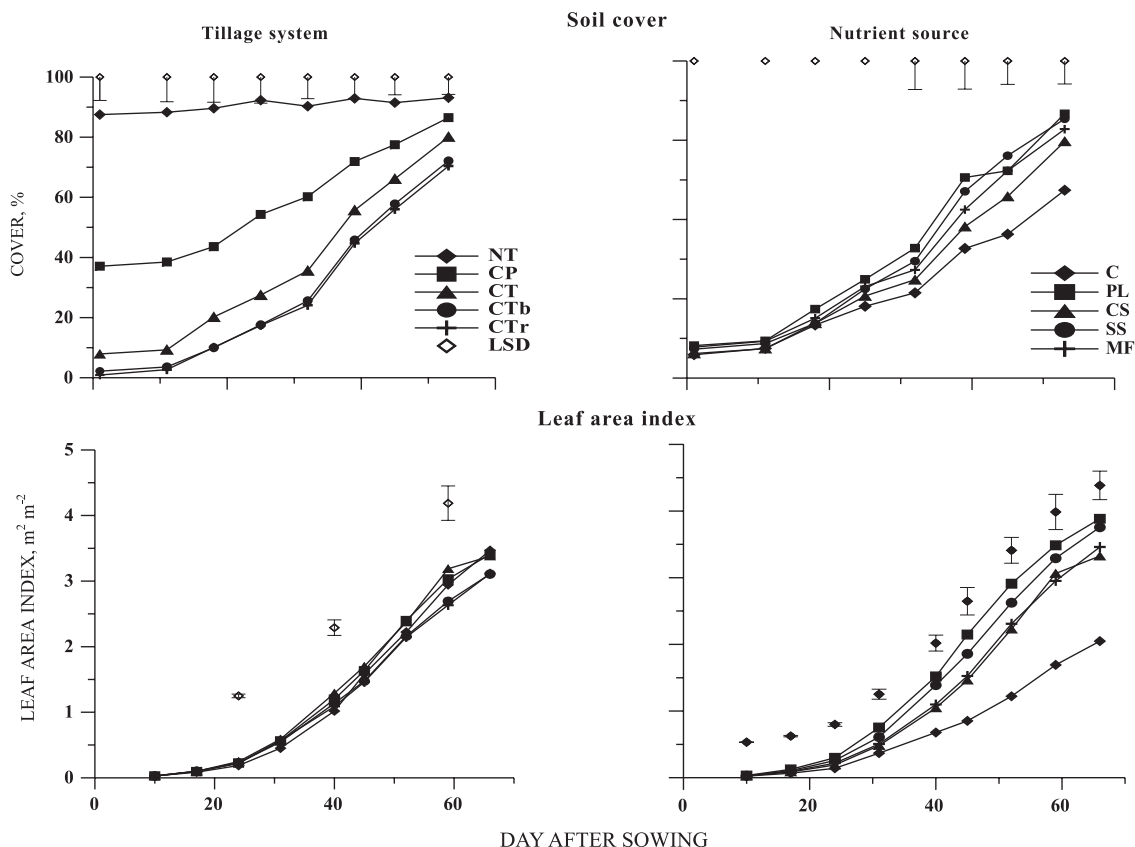 Soil cover
Tillage system
Nutrient source
100
80
60
40
20
0
COVER, %
NT
CP
CT
CTb
CTr
LSD
C
PL
CS
SS
MF
Leaf area index
5
4
3
2
1
0
LEAF AREA INDEX, m² m⁻²
0 20 40 60
0 20 40 60
DAY AFTER SOWING